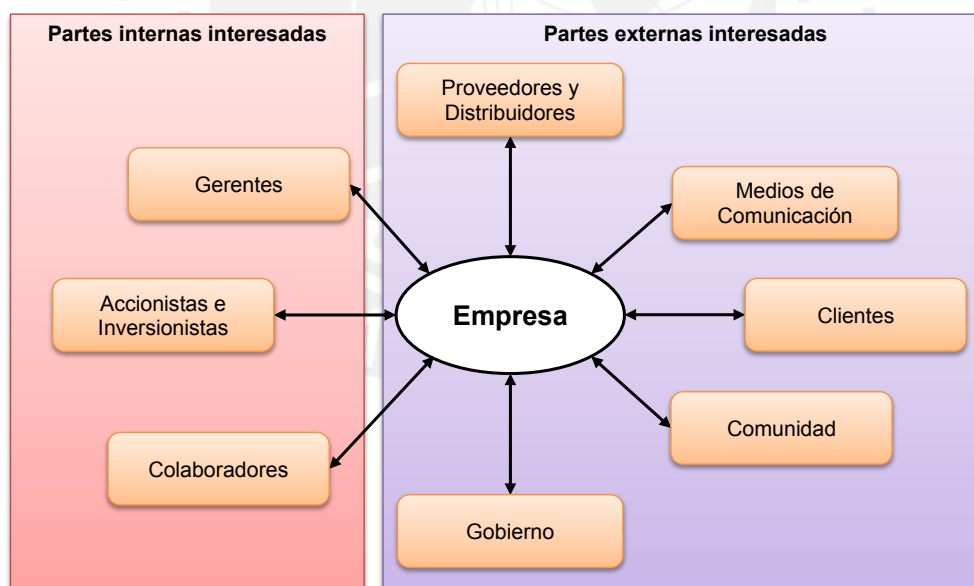 Partes internas interesadas
Gerentes
Accionistas e
Inversionistas
Colaboradores
Partes externas interesadas
Proveedores y
Distribuidores
Medios de
Comunicación
Empresa
Clientes
Comunidad
Gobierno